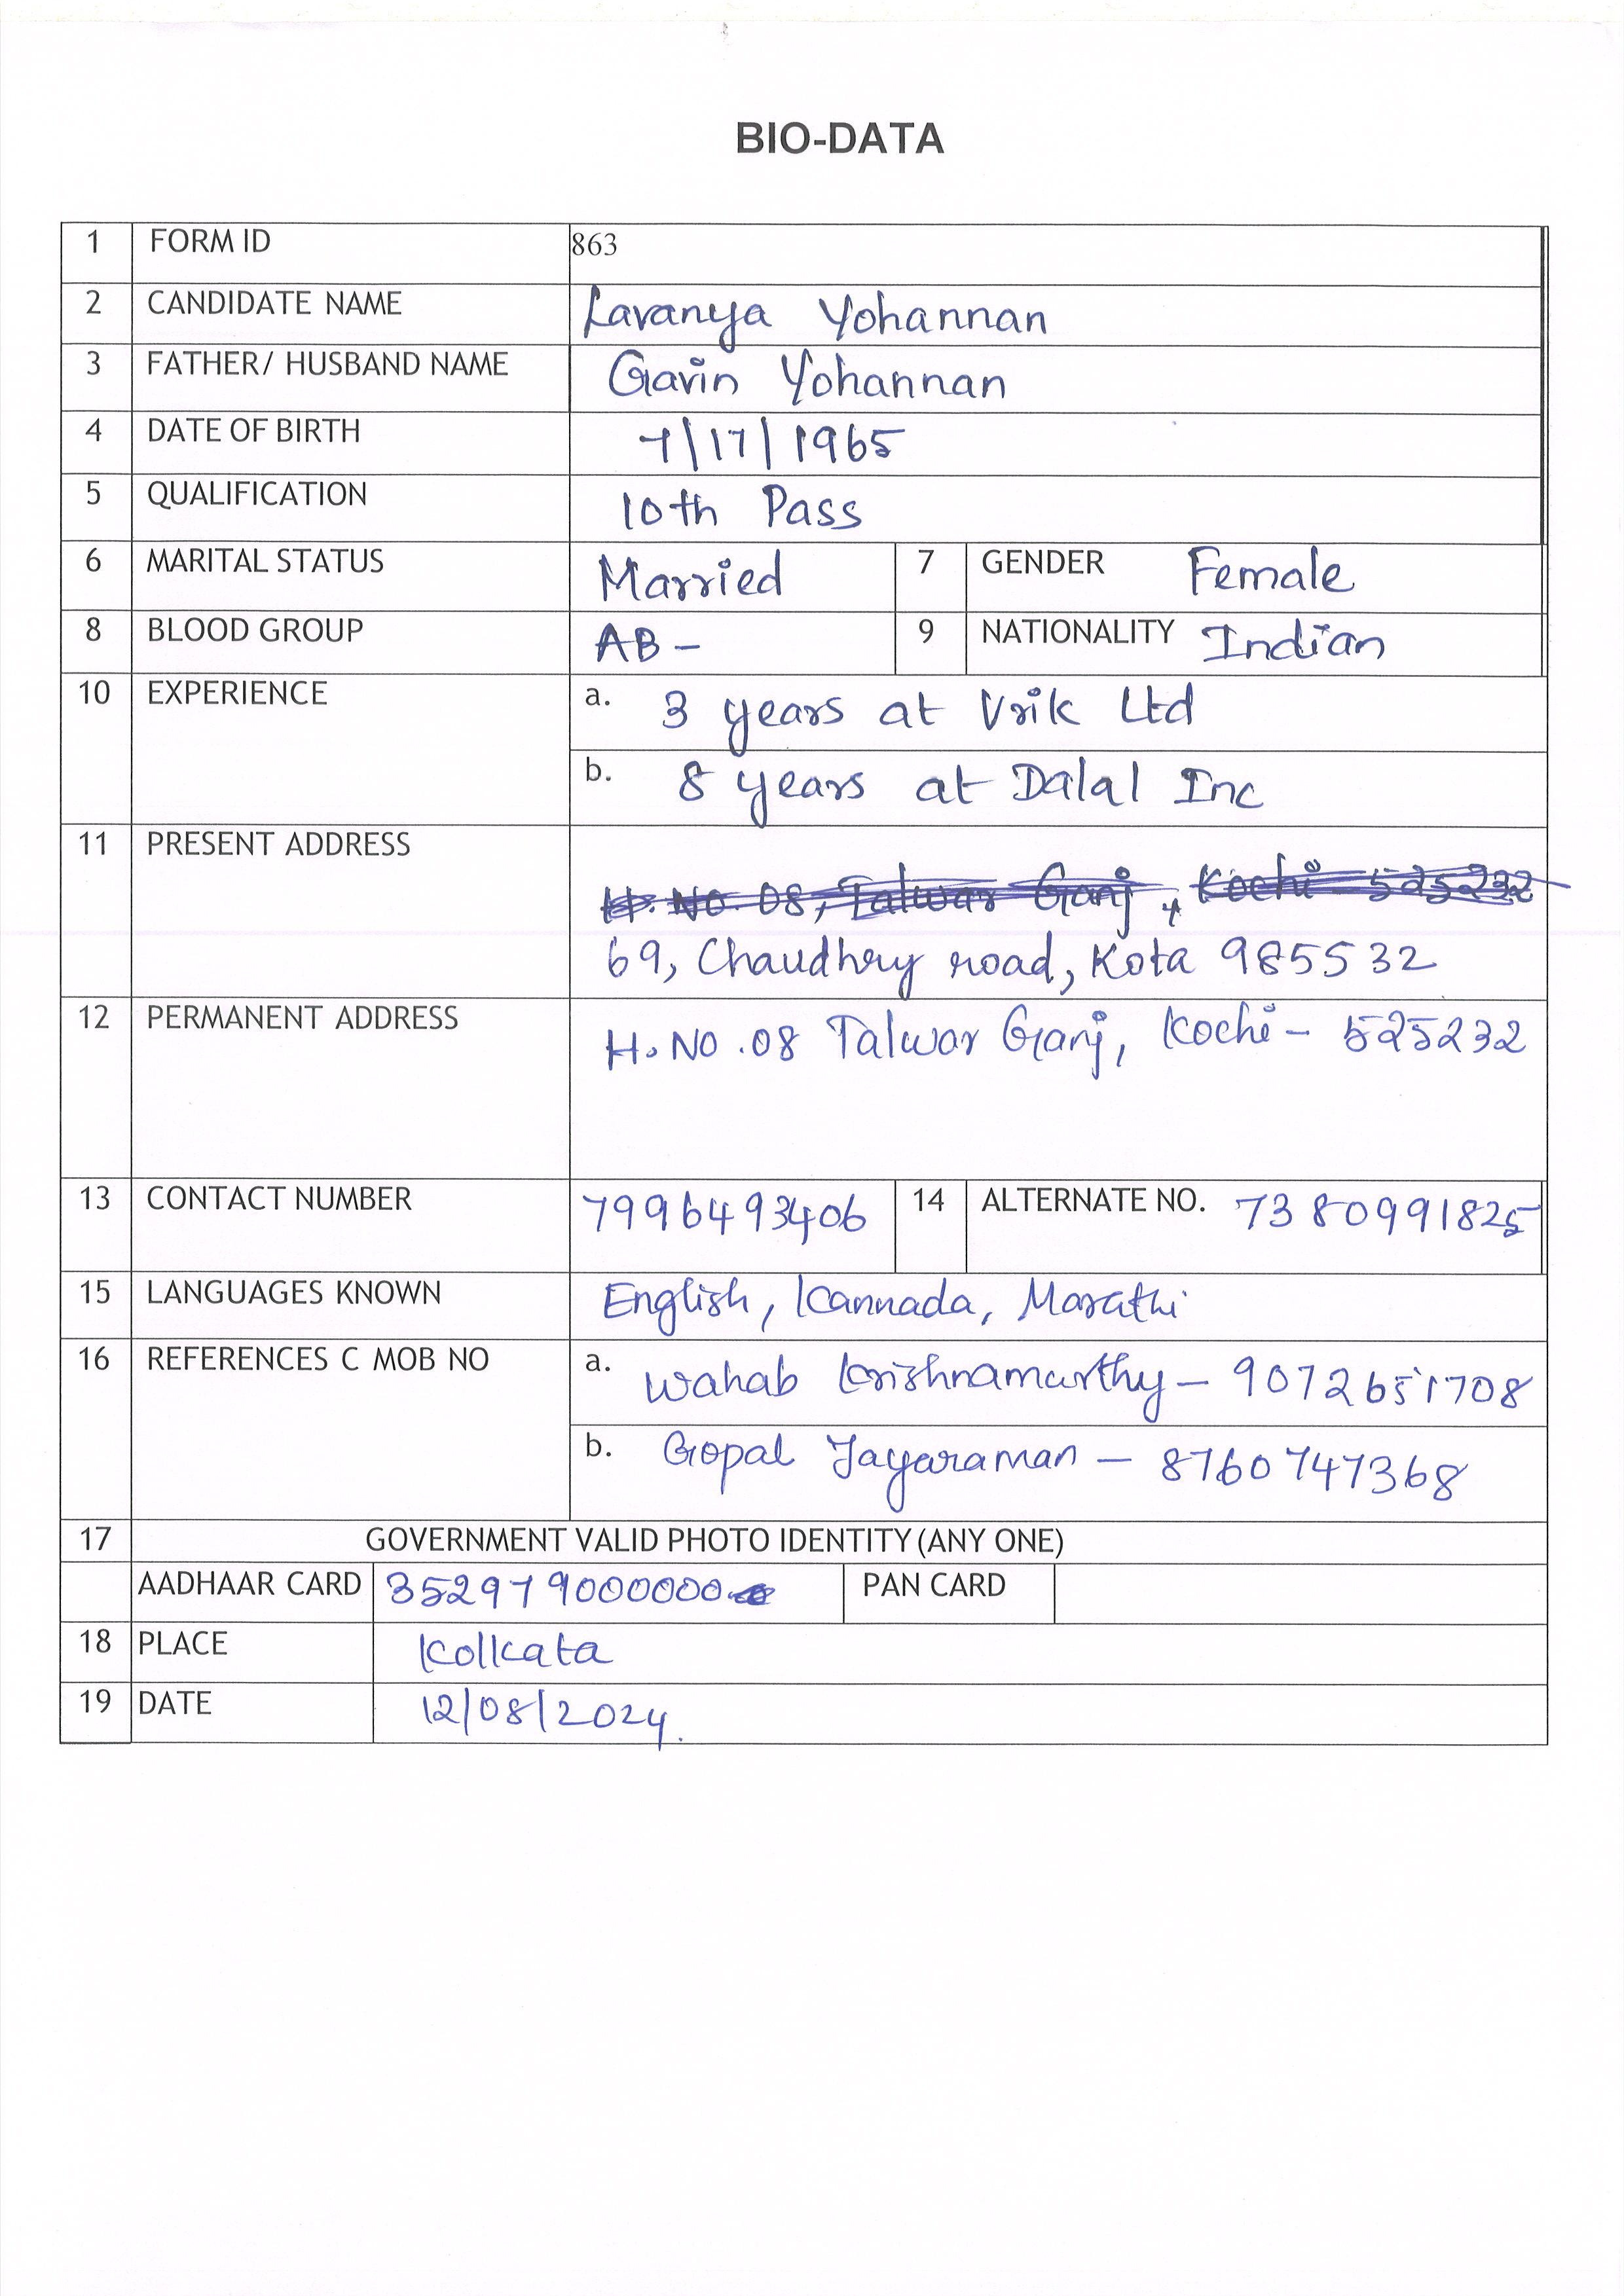 BIO-DATA
1 FORM ID 863
2 CANDIDATE NAME Lavanya Yohannan
3 FATHER/ HUSBAND NAME Gavin Yohannan
4 DATE OF BIRTH 7/17/1965
5 QUALIFICATION 10th Pass
6 MARITAL STATUS Married 7 GENDER Female
8 BLOOD GROUP AB - 9 NATIONALITY Indian
10 EXPERIENCE a. 3 years at Vrik Ltd
b. 8 years at Dalal Inc
11 PRESENT ADDRESS
H. No. 08, Talwar Ganj, Kochi - 525232
69, Chaudhry road, Kota 985532
12 PERMANENT ADDRESS H. No. 08 Talwar Ganj, Kochi - 525232
13 CONTACT NUMBER 7996493406 14 ALTERNATE NO. 7380991825
15 LANGUAGES KNOWN English, Kannada, Marathi
16 REFERENCES C MOB NO a. Wahab Krishnamurthy - 9072651708
b. Gopal Jayaraman - 8760747368
17 GOVERNMENT VALID PHOTO IDENTITY (ANY ONE)
AADHAAR CARD 352979000000 PAN CARD
18 PLACE Kolkata
19 DATE 12/08/2024.